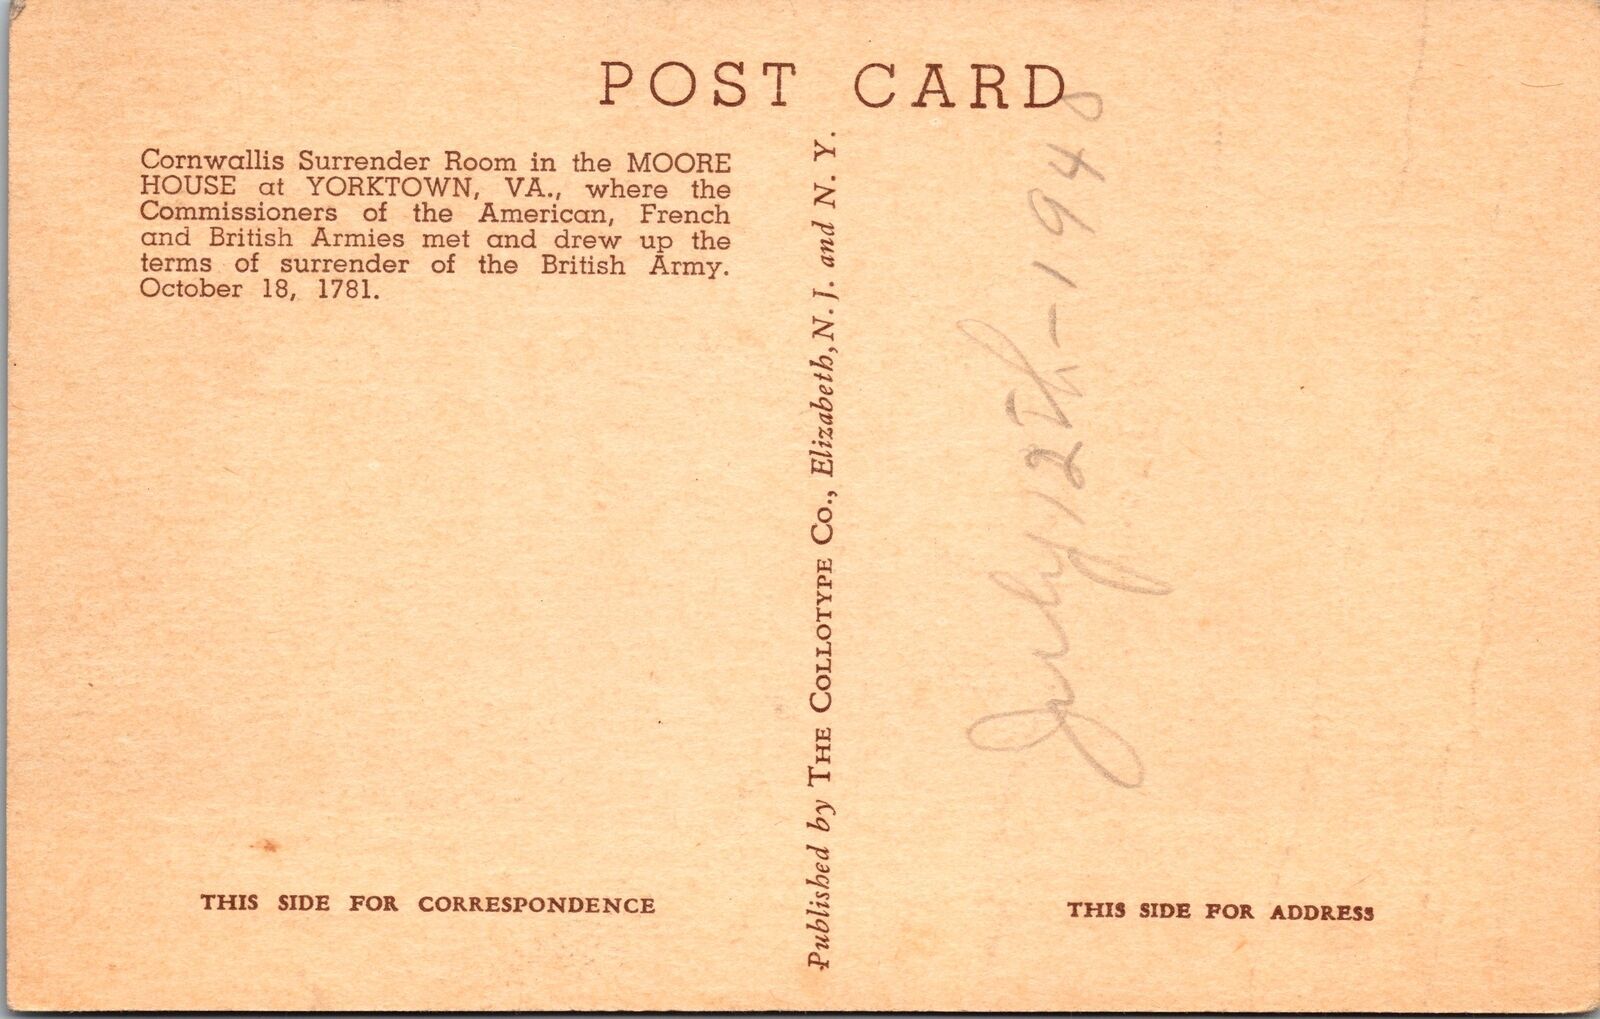 POST CARD
Cornwallis Surrender Room in the MOORE
HOUSE at YORKTOWN, VA., where the
Commissioners of the American, French
and British Armies met and drew up the
terms of surrender of the British Army.
October 18, 1781.
Published by THE COLLOTYPE CO., Elizabeth, N. J. and N. Y.
July 12th - 1940
THIS SIDE FOR CORRESPONDENCE
THIS SIDE FOR ADDRESS